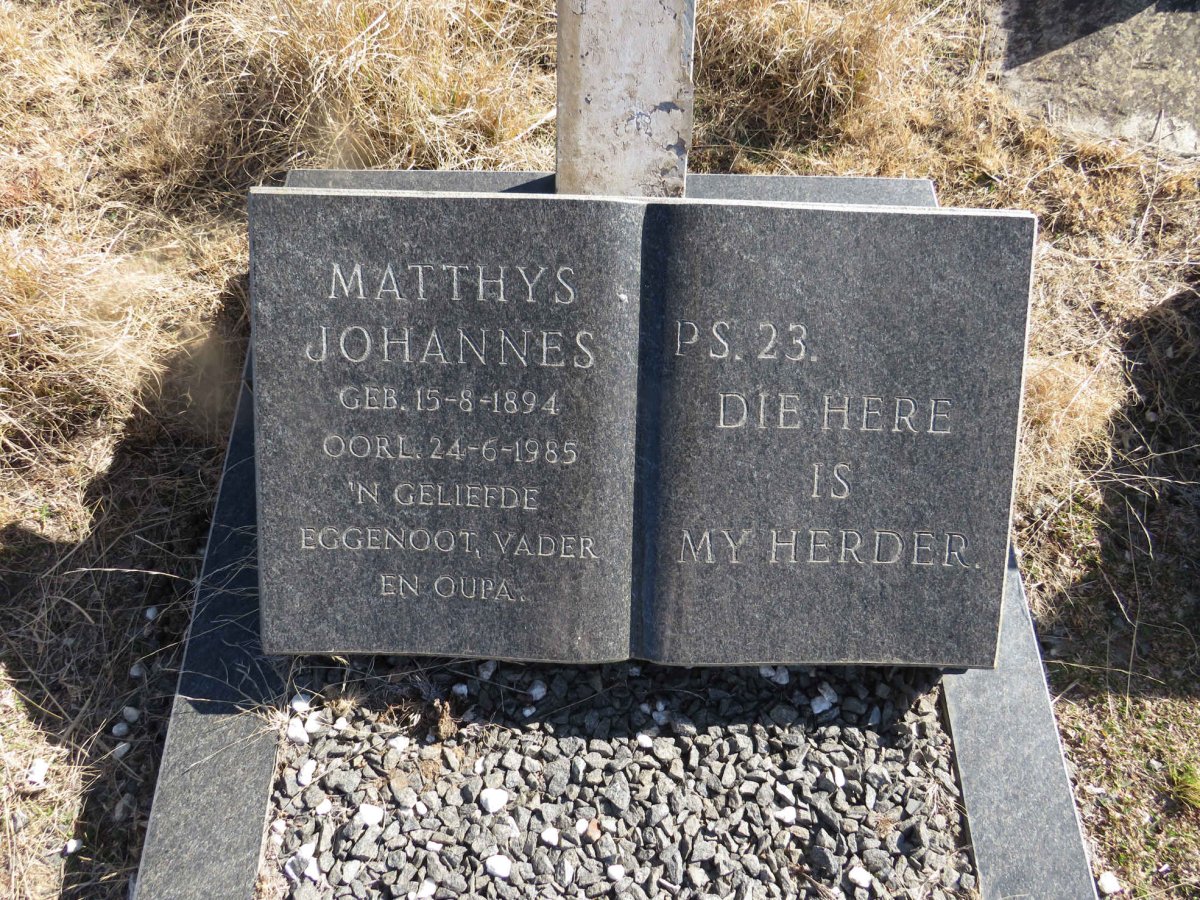 MATTHYS
JOHANNES
GEB. 15-8-1894
OORL. 24-6-1985
'N GELIEFDE
EGGENOOT, VADER
EN OUPA.
PS. 23.
DIE HERE
IS
MY HERDER.